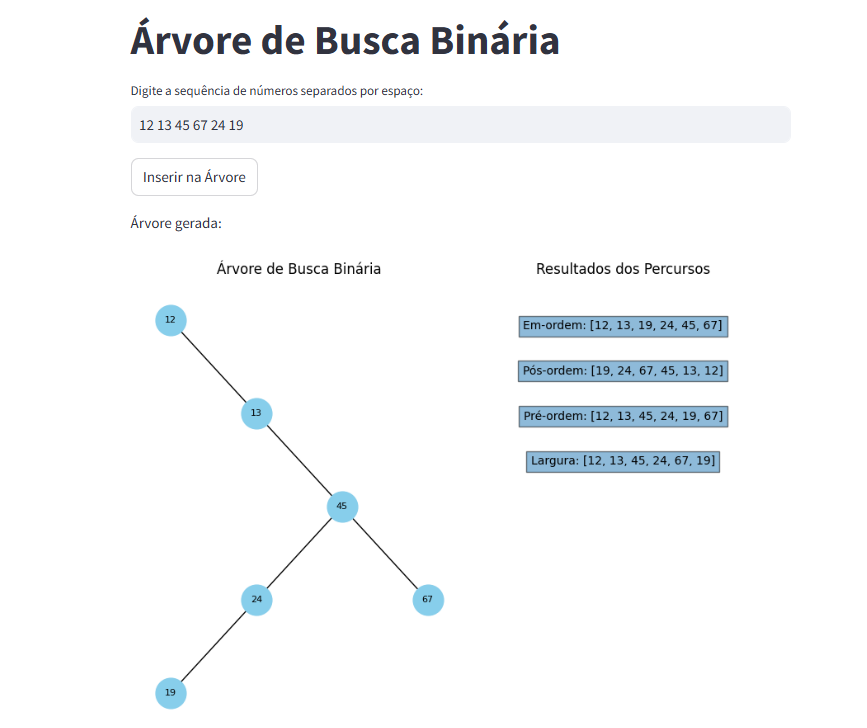 Árvore de Busca Binária
Digite a sequência de números separados por espaço:
12 13 45 67 24 19
Inserir na Árvore
Árvore gerada:
Árvore de Busca Binária
12
13
45
24
67
19
Resultados dos Percursos
Em-ordem: [12, 13, 19, 24, 45, 67]
Pós-ordem: [19, 24, 67, 45, 13, 12]
Pré-ordem: [12, 13, 45, 24, 19, 67]
Largura: [12, 13, 45, 24, 67, 19]